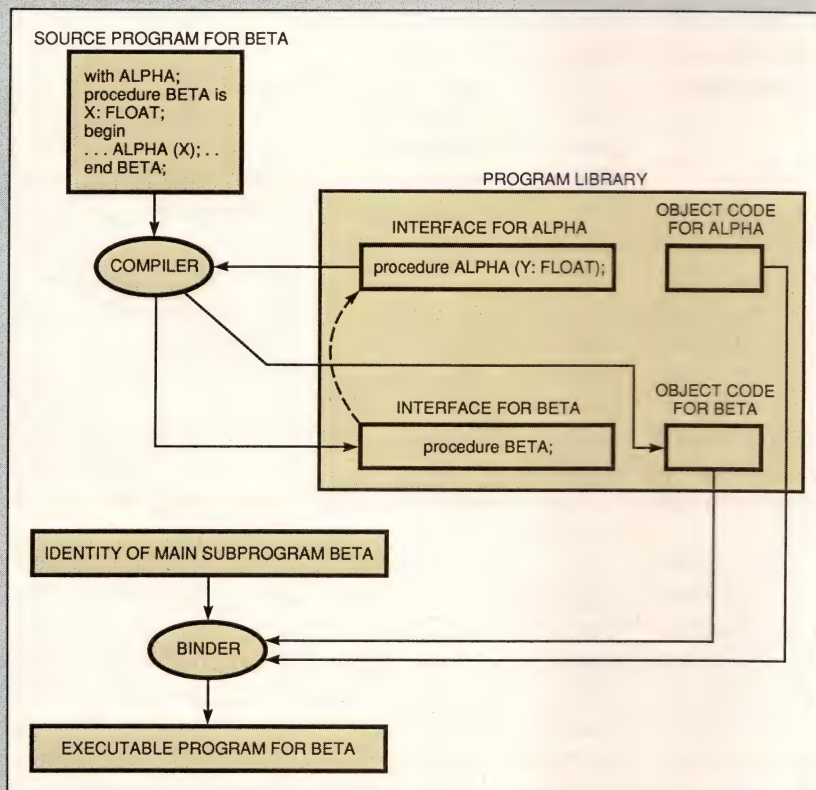 SOURCE PROGRAM FOR BETA
with ALPHA;
procedure BETA is
X: FLOAT;
begin
. . . ALPHA (X); . .
end BETA;
COMPILER
PROGRAM LIBRARY
INTERFACE FOR ALPHA
procedure ALPHA (Y: FLOAT);
OBJECT CODE
FOR ALPHA
INTERFACE FOR BETA
procedure BETA;
OBJECT CODE
FOR BETA
IDENTITY OF MAIN SUBPROGRAM BETA
BINDER
EXECUTABLE PROGRAM FOR BETA